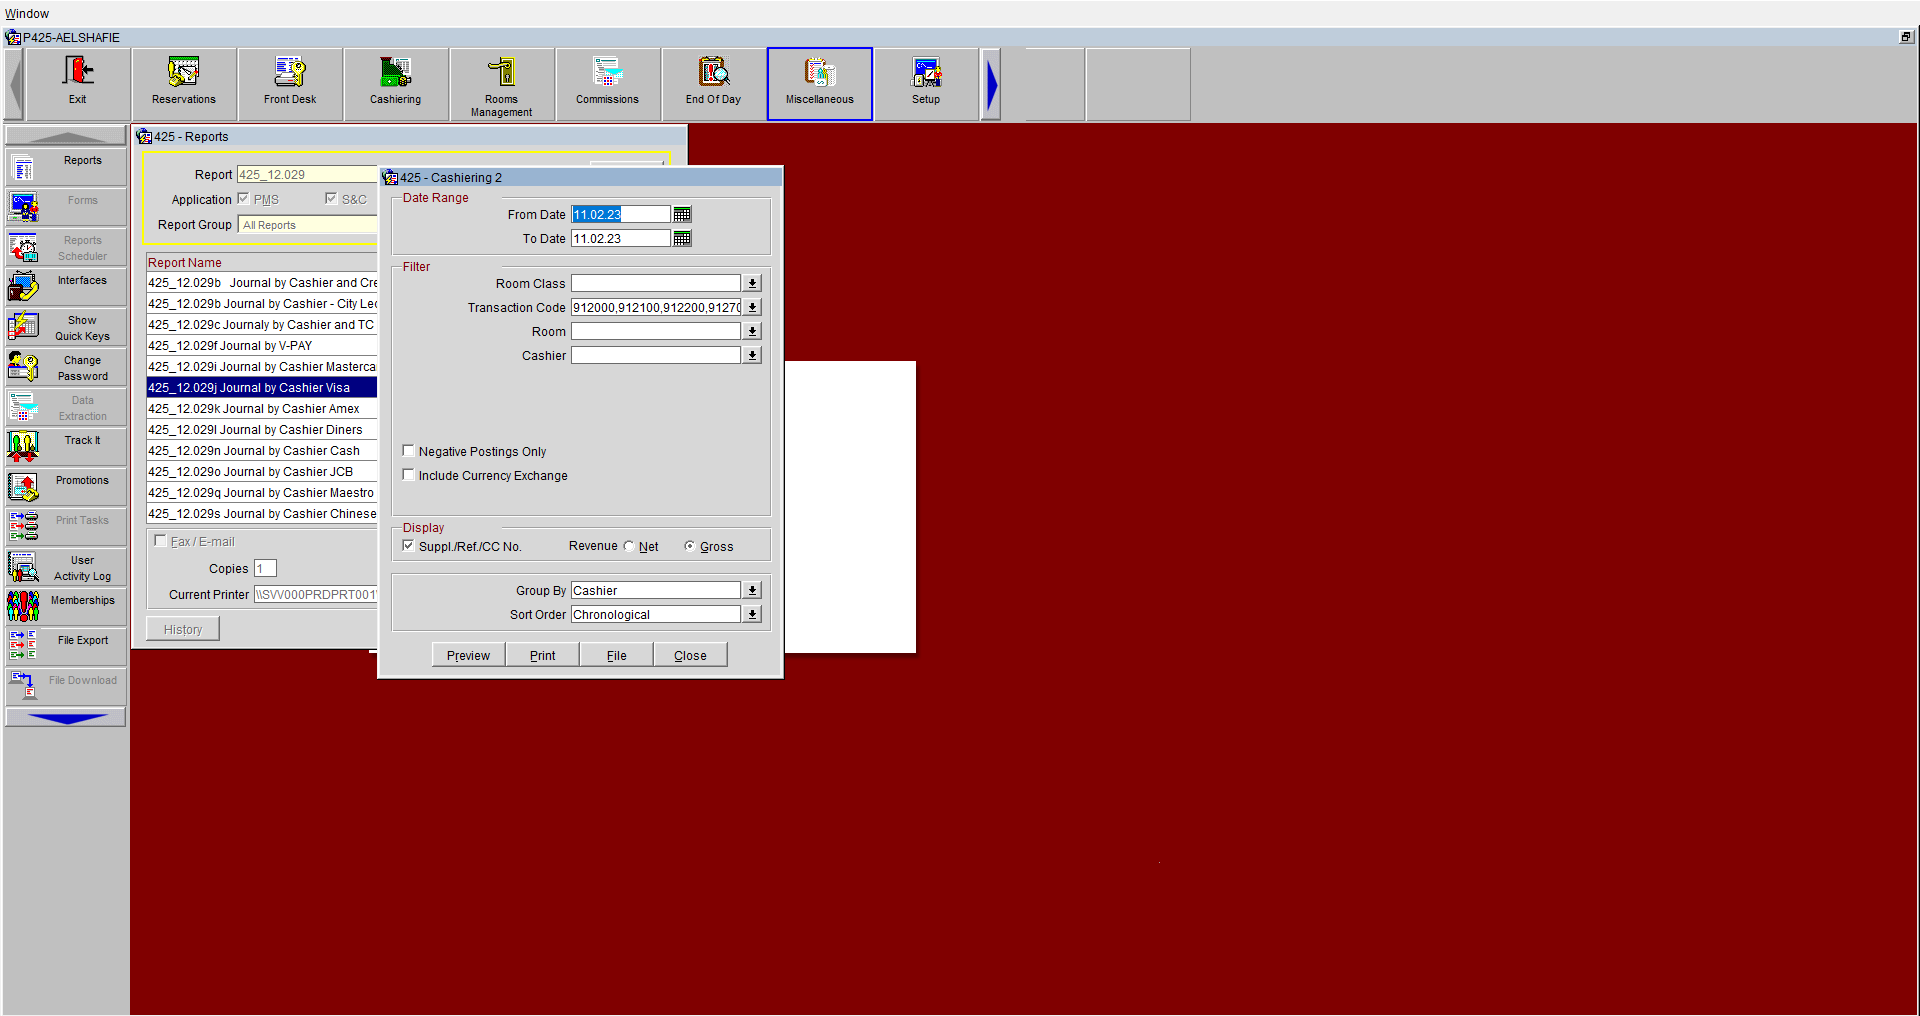 Window
P425-AELSHAFIE
Exit
Reservations
Front Desk
Cashiering
Rooms
Management
Commissions
End Of Day
Miscellaneous
Setup
Reports
Forms
Reports
Scheduler
Interfaces
Show
Quick Keys
Change
Password
Data
Extraction
Track It
Promotions
Print Tasks
User
Activity Log
Memberships
File Export
File Download
425 - Reports
Report 425_12.029
Application PMS S&C
Report Group All Reports
Report Name
425_12.029b Journal by Cashier and Cre
425_12.029b Journal by Cashier - City Led
425_12.029c Journaly by Cashier and TC
425_12.029f Journal by V-PAY
425_12.029i Journal by Cashier Masterca
425_12.029j Journal by Cashier Visa
425_12.029k Journal by Cashier Amex
425_12.029l Journal by Cashier Diners
425_12.029n Journal by Cashier Cash
425_12.029o Journal by Cashier JCB
425_12.029q Journal by Cashier Maestro
425_12.029s Journal by Cashier Chinese
Fax / E-mail
Copies 1
Current Printer \\SVV000PRDPRT001\
History
425 - Cashiering 2
Date Range
From Date 11.02.23
To Date 11.02.23
Filter
Room Class
Transaction Code 912000,912100,912200,91270
Room
Cashier
Negative Postings Only
Include Currency Exchange
Display
Suppl./Ref./CC No. Revenue Net Gross
Group By Cashier
Sort Order Chronological
Preview Print File Close